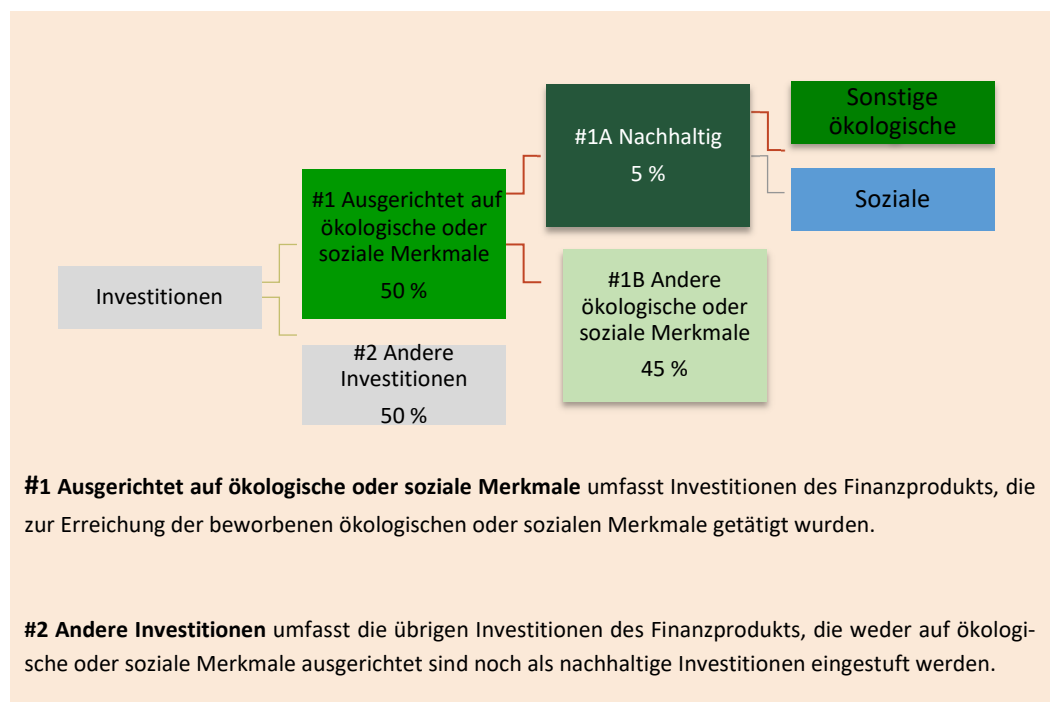 Investitionen
#1 Ausgerichtet auf
ökologische oder
soziale Merkmale
50 %
#2 Andere
Investitionen
50 %
#1A Nachhaltig
5 %
#1B Andere
ökologische oder
soziale Merkmale
45 %
Sonstige
ökologische
Soziale
#1 Ausgerichtet auf ökologische oder soziale Merkmale umfasst Investitionen des Finanzprodukts, die
zur Erreichung der beworbenen ökologischen oder sozialen Merkmale getätigt wurden.
#2 Andere Investitionen umfasst die übrigen Investitionen des Finanzprodukts, die weder auf ökologi-
sche oder soziale Merkmale ausgerichtet sind noch als nachhaltige Investitionen eingestuft werden.